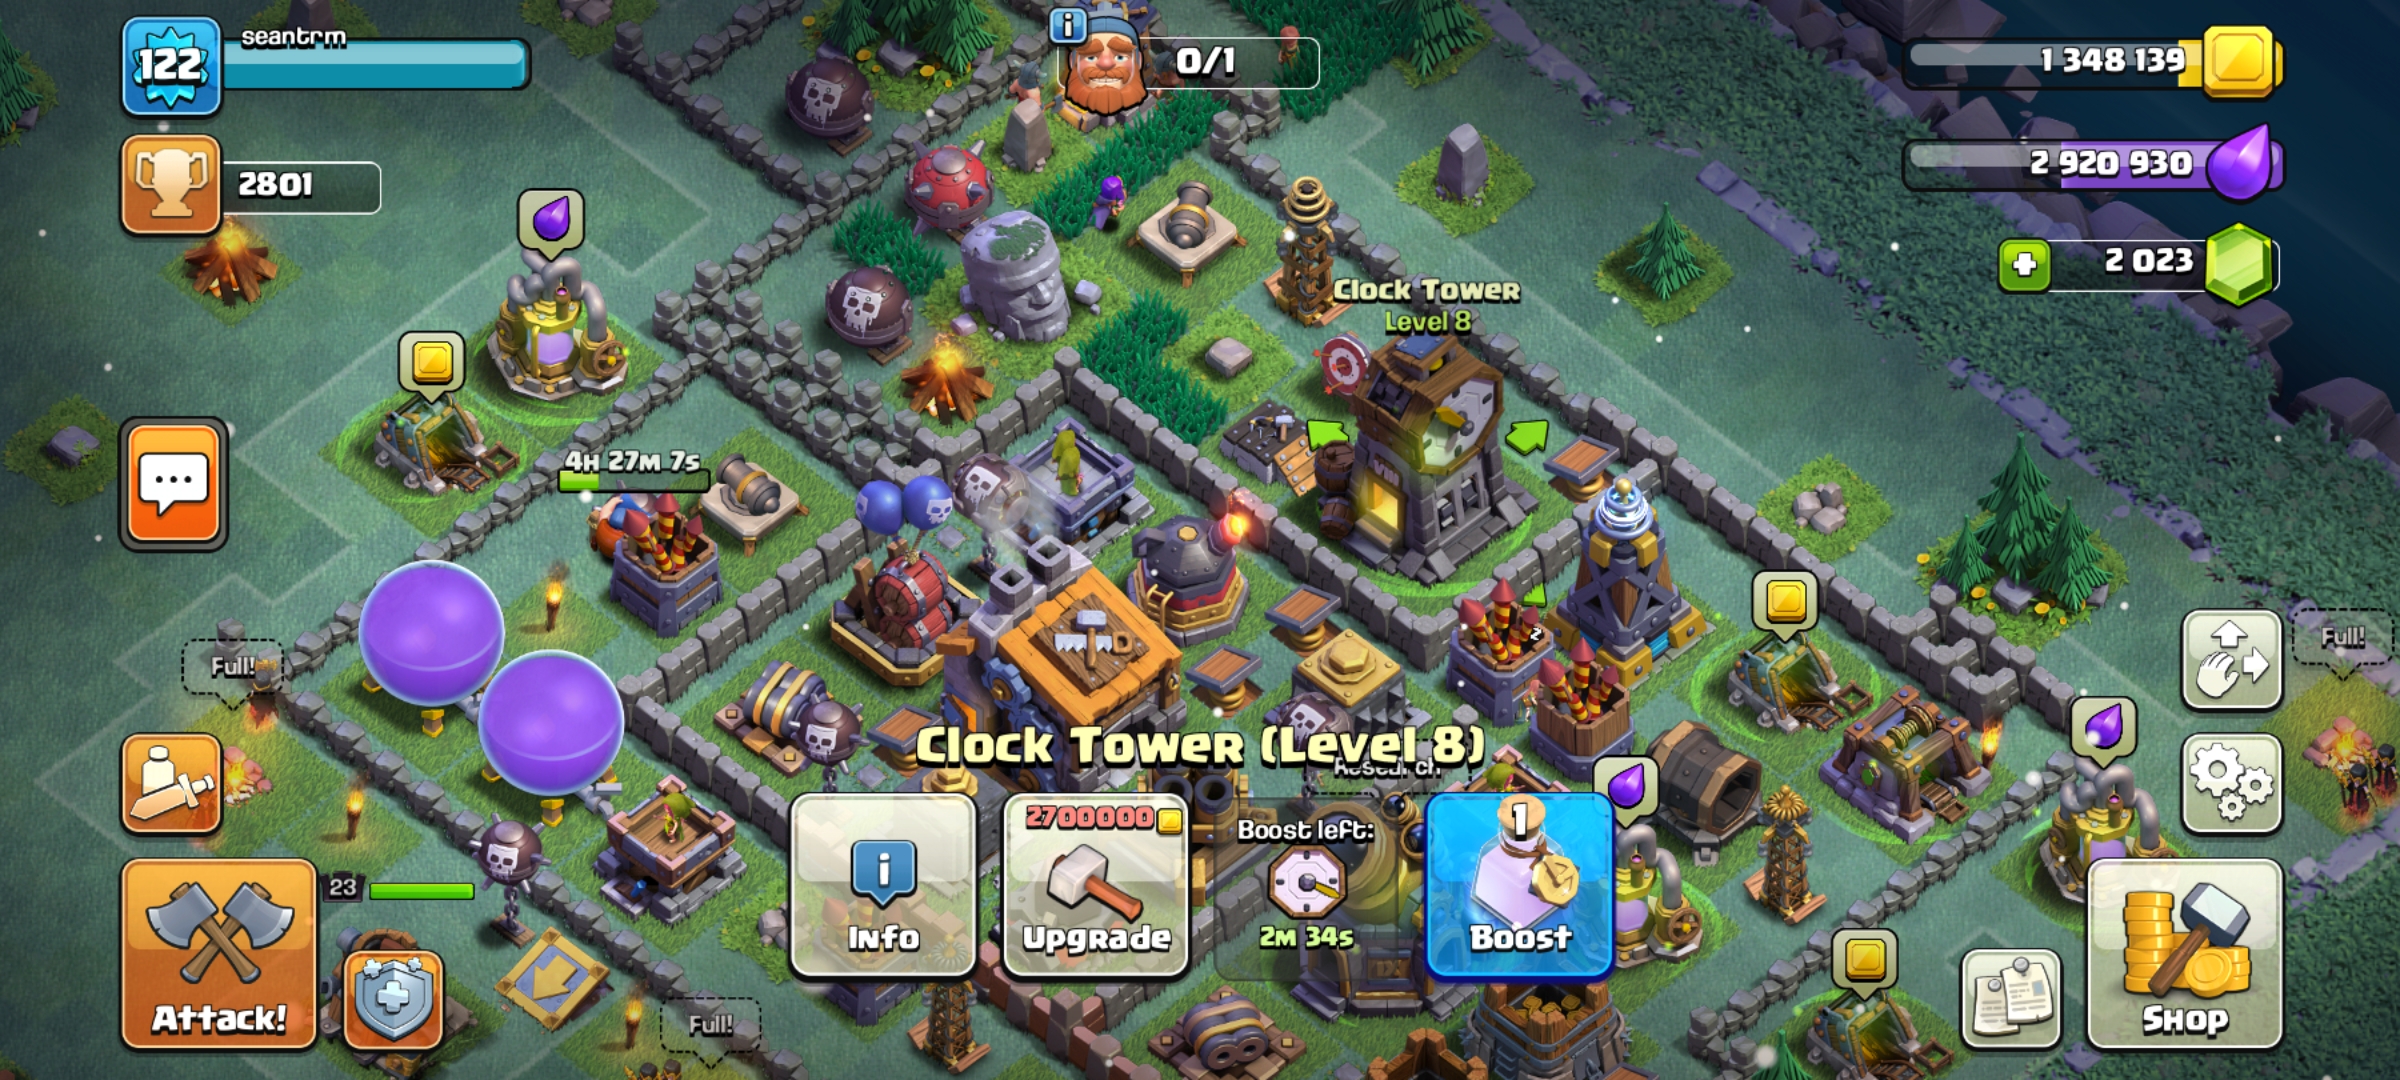 122
seantrm
0/1
1 348 139
2801
2 920 930
2 023
Clock Tower
Level 8
4H 27M 7s
Full!
Full!
Clock Tower (Level 8)
Research
2700000
Boost left:
1
Info
Upgrade
2M 34s
Boost
23
Attack!
Full!
Shop